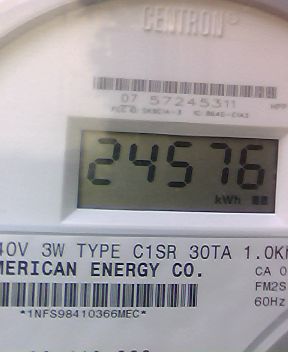 CENTRON®
07 57245311
24576
kWh
40V 3W TYPE C1SR 30TA 1.0K
MERICAN ENERGY CO.
CA 0
FM2S
60Hz
*1NFS98410366MEC*